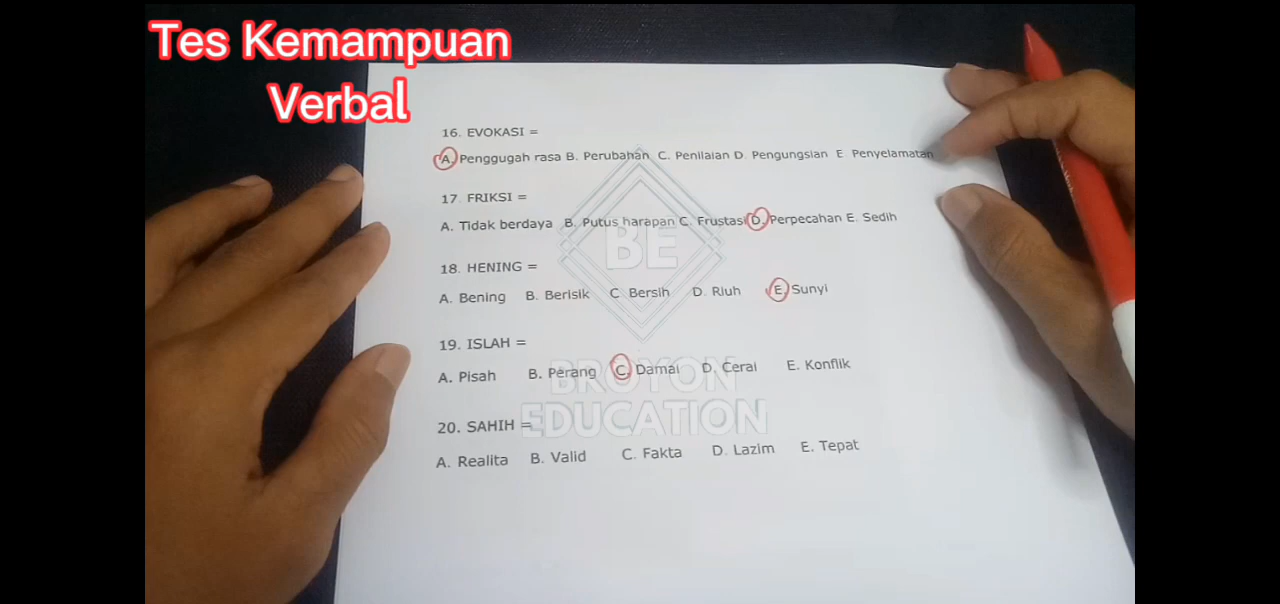 Tes Kemampuan
Verbal
16. EVOKASI =
A. Penggugah rasa B. Perubahan C. Penilaian D. Pengungsian E Penyelamatan
17. FRIKSI =
A. Tidak berdaya B. Putus harapan C. Frustasi D. Perpecahan E. Sedih
18. HENING =
A. Bening B. Berisik C Bersih D. Riuh E. Sunyi
19. ISLAH =
A. Pisah B. Perang C. Damai D. Cerai E. Konflik
20. SAHIH =
A. Realita B. Valid C. Fakta D. Lazim E. Tepat
BE
BROYON
EDUCATION